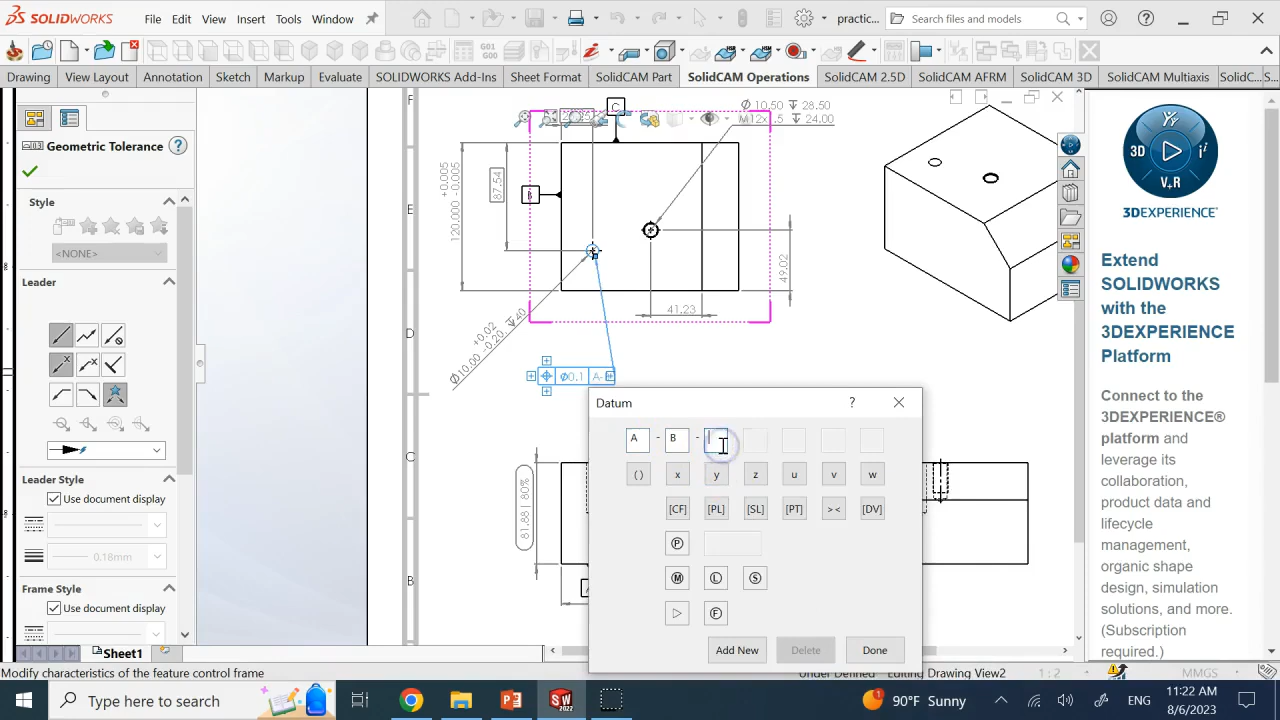 SOLIDWORKS
File Edit View Insert Tools Window
practic...
Search files and models
G01
G00
Drawing View Layout Annotation Sketch Markup Evaluate SOLIDWORKS Add-Ins Sheet Format SolidCAM Part SolidCAM Operations SolidCAM 2.5D SolidCAM AFRM SolidCAM 3D SolidCAM Multiaxis SolidC... S...
Geometric Tolerance
Style
<NONE>
Leader
Leader Style
Use document display
0.18mm
Frame Style
Use document display
F
E
D
C
B
C
B
Ø 10.50 ↧ 28.50
↧ 24.00
120.000
+0.005
-0.005
87.54
49.02
41.23
Ø10.00
+0.02
-0.20
↧40
Ø0.1 A-
81.88| 80%
Datum
A - B -
( ) x y z u v w
[CF] [PL] [SL] [PT] >< [DV]
Ⓟ
Ⓜ Ⓛ Ⓢ
▷ Ⓕ
Add New Delete Done
3D
i
V+R
3DEXPERIENCE
Extend
SOLIDWORKS
with the
3DEXPERIENCE
Platform
Connect to the
3DEXPERIENCE®
platform and
leverage its
collaboration,
product data and
lifecycle
management,
organic shape
design, simulation
solutions, and more.
(Subscription
required.)
Sheet1
Modify characteristics of the feature control frame
Under Defined Editing Drawing View2 1 : 2 MMGS
Type here to search
SW
2022
90°F Sunny
ENG
11:22 AM
8/6/2023